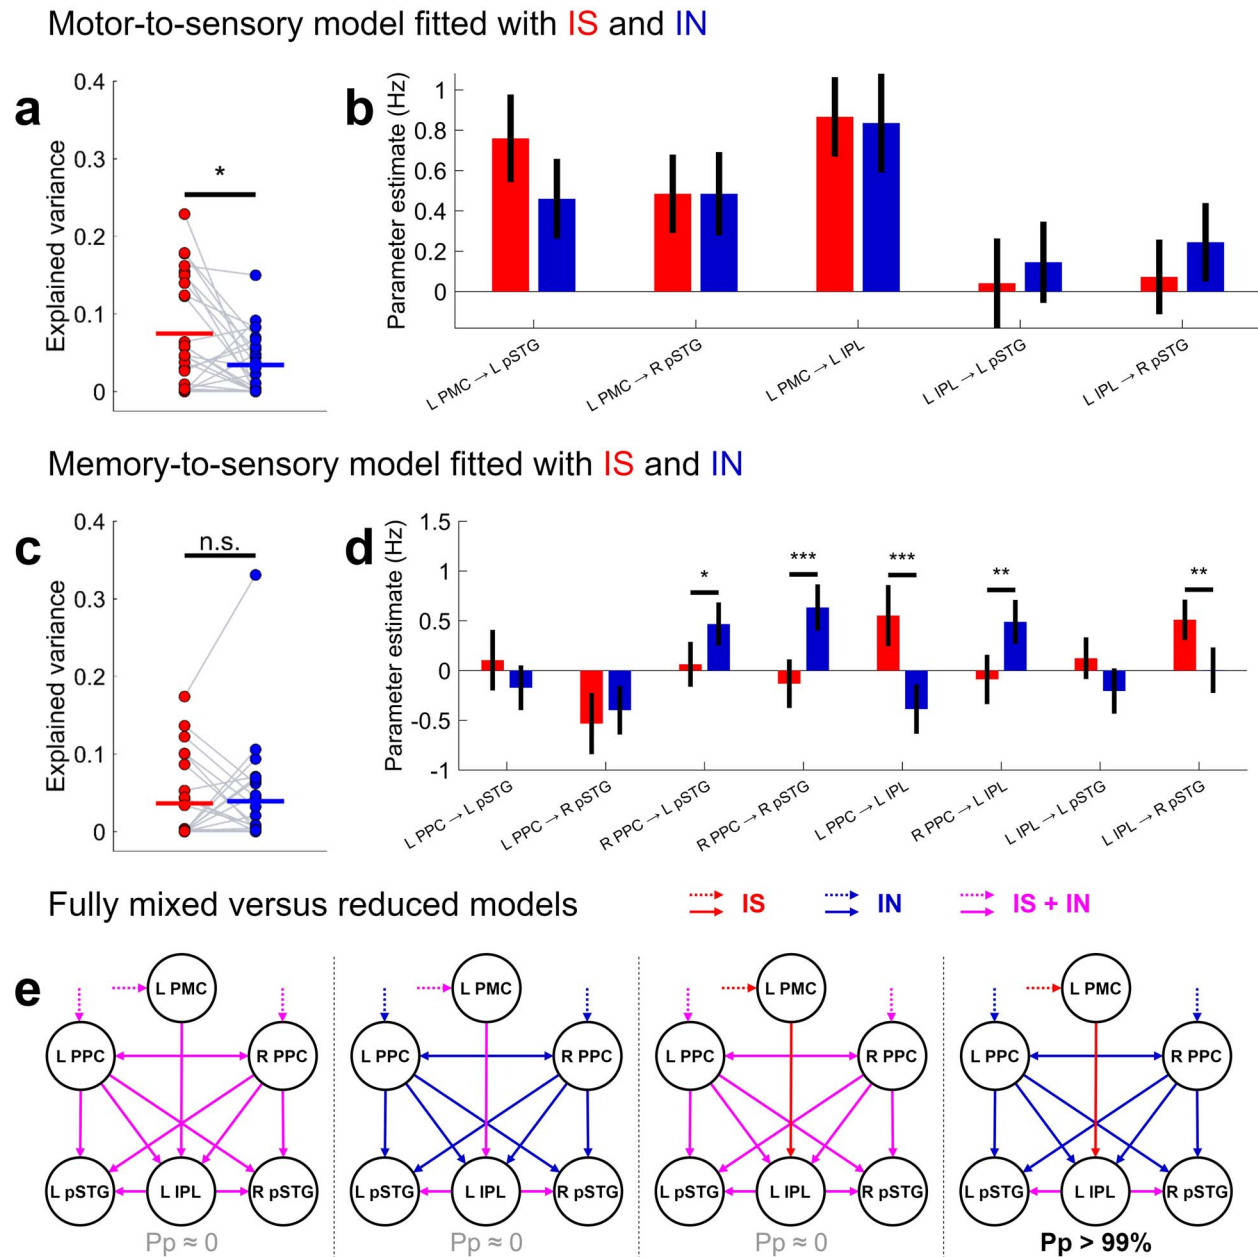 Motor-to-sensory model fitted with IS and IN
a
Explained variance
0.4
0.3
0.2
0.1
0
*
b
Parameter estimate (Hz)
1
0.8
0.6
0.4
0.2
0
L PMC → L pSTG
L PMC → R pSTG
L PMC → L IPL
L IPL → L pSTG
L IPL → R pSTG
Memory-to-sensory model fitted with IS and IN
c
Explained variance
0.4
0.3
0.2
0.1
0
n.s.
d
Parameter estimate (Hz)
1.5
1
0.5
0
-0.5
-1
*
***
***
**
**
L PPC → L pSTG
L PPC → R pSTG
R PPC → L pSTG
R PPC → R pSTG
L PPC → L IPL
R PPC → L IPL
L IPL → L pSTG
L IPL → R pSTG
Fully mixed versus reduced models
IS
IN
IS + IN
e
L PMC
L PPC
R PPC
L pSTG
L IPL
R pSTG
Pp ≈ 0
L PMC
L PPC
R PPC
L pSTG
L IPL
R pSTG
Pp ≈ 0
L PMC
L PPC
R PPC
L pSTG
L IPL
R pSTG
Pp ≈ 0
L PMC
L PPC
R PPC
L pSTG
L IPL
R pSTG
Pp > 99%